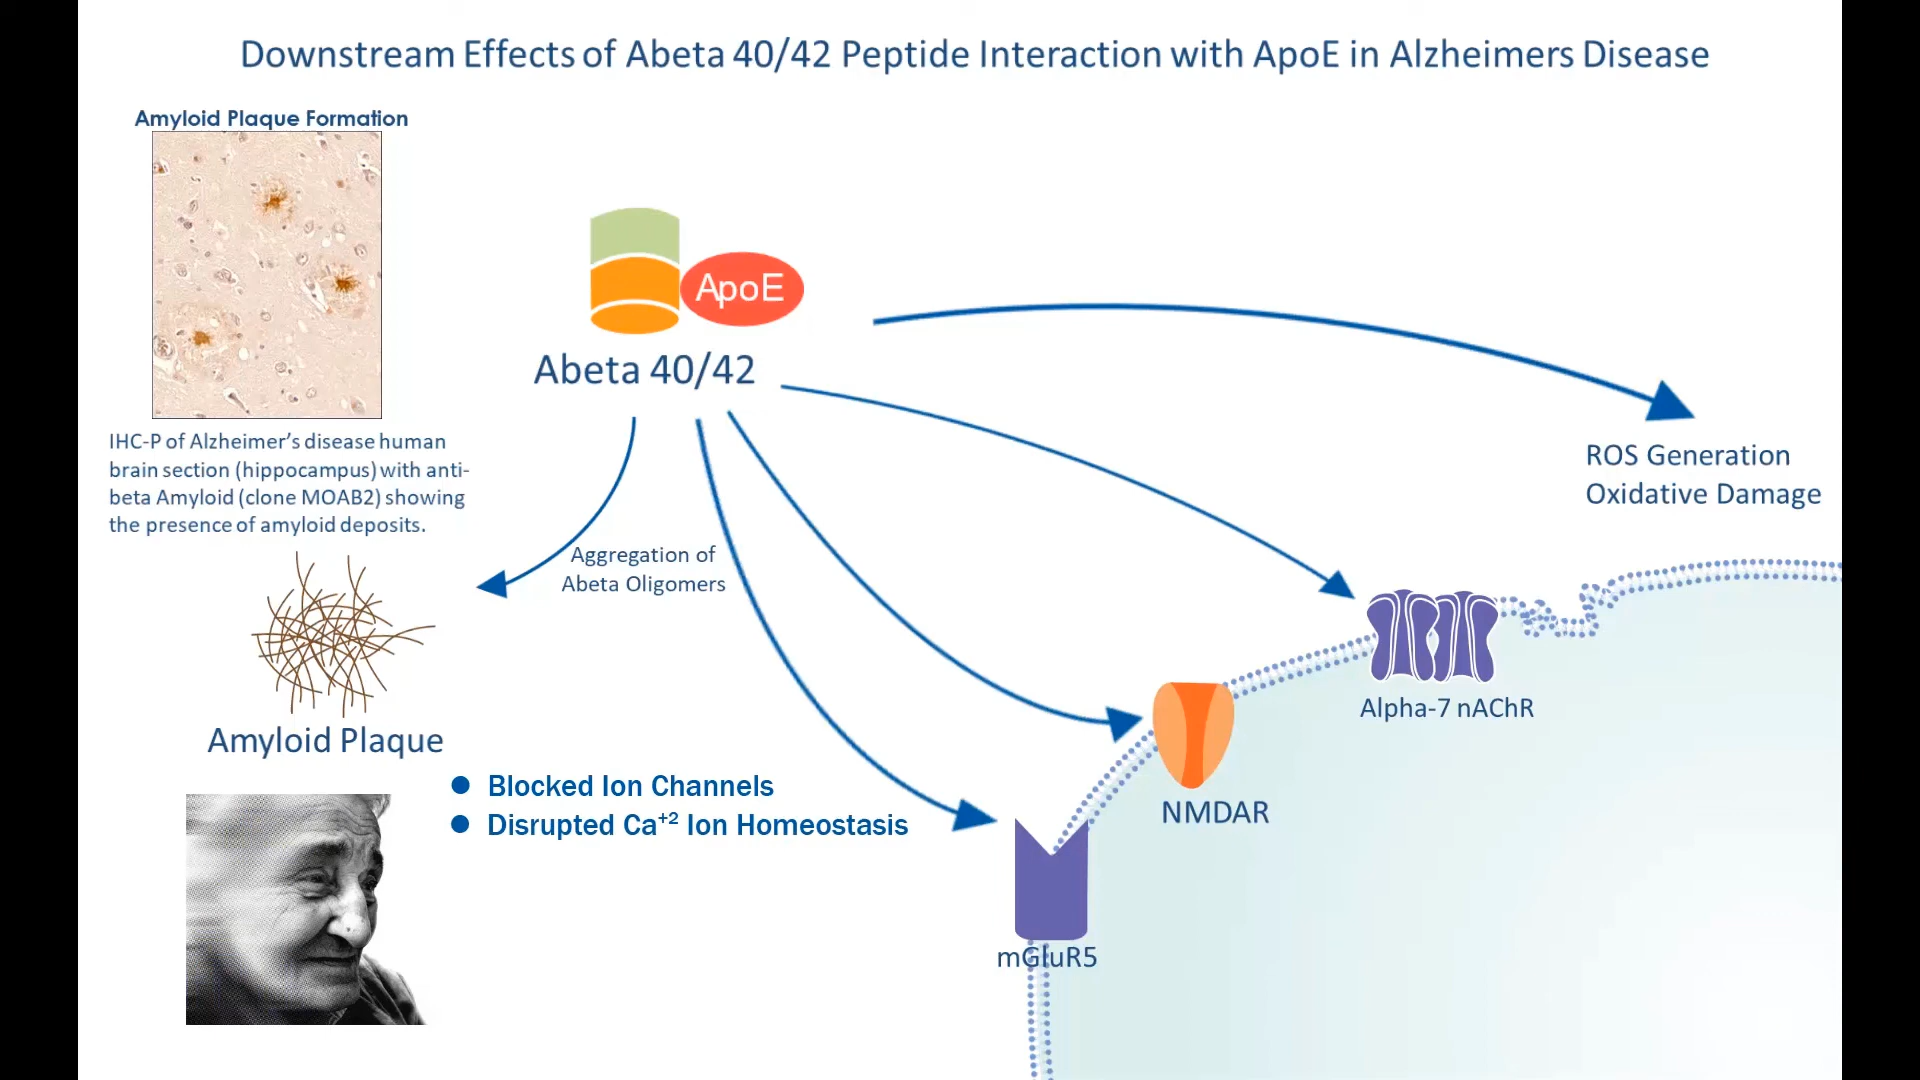 Downstream Effects of Abeta 40/42 Peptide Interaction with ApoE in Alzheimers Disease
Amyloid Plaque Formation
IHC-P of Alzheimer’s disease human
brain section (hippocampus) with anti-
beta Amyloid (clone MOAB2) showing
the presence of amyloid deposits.
ApoE
Abeta 40/42
Aggregation of
Abeta Oligomers
Amyloid Plaque
● Blocked Ion Channels
● Disrupted Ca⁺² Ion Homeostasis
ROS Generation
Oxidative Damage
Alpha-7 nAChR
NMDAR
mGluR5